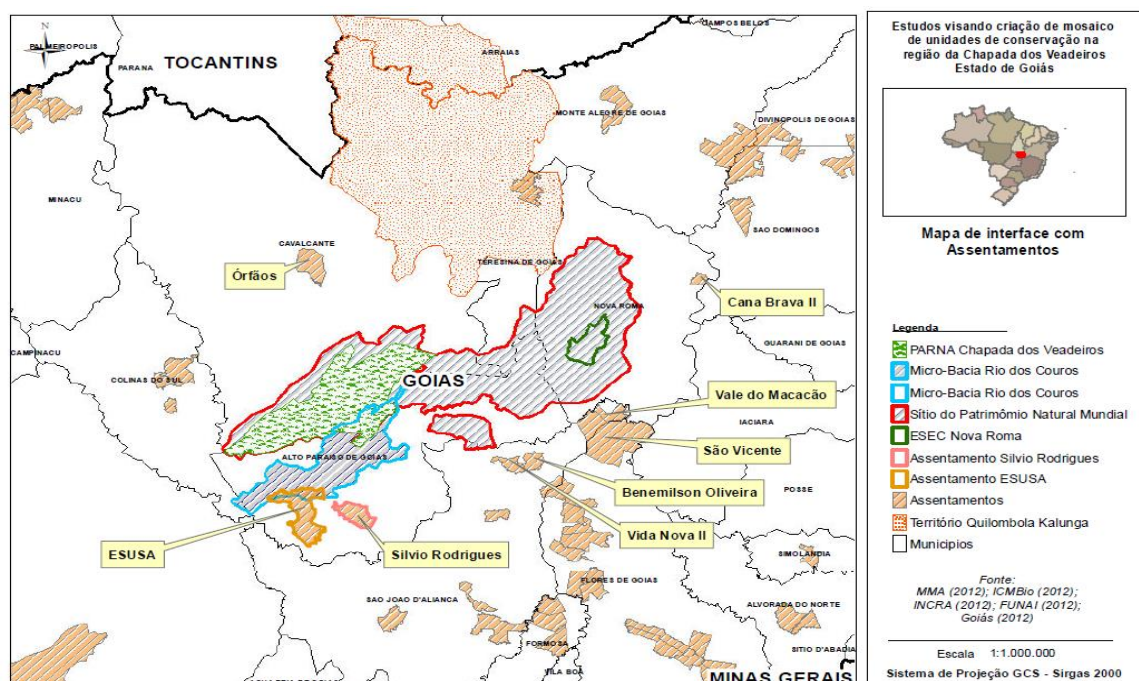 N
PALMEIROPOLIS
PARANA
TOCANTINS
ARRAIAS
CAMPOS BELOS
MONTE ALEGRE DE GOIAS
DIVINOPOLIS DE GOIAS
MINACU
SAO DOMINGOS
CAVALCANTE
TERESINA DE GOIAS
Órfãos
Cana Brava II
NOVA ROMA
CAMPINACU
COLINAS DO SUL
GOIAS
GUARANI DE GOIAS
Vale do Macacão
IACIARA
São Vicente
ALTO PARAISO DE GOIAS
Benemilson Oliveira
POSSE
Vida Nova II
ESUSA
Silvio Rodrigues
SIMOLANDIA
FLORES DE GOIAS
SAO JOAO D'ALIANCA
ALVORADA DO NORTE
FORMOSA
SITIO D'ABADIA
VILA BOA
MINAS GERAIS
Estudos visando criação de mosaico
de unidades de conservação na
região da Chapada dos Veadeiros
Estado de Goiás
Mapa de interface com
Assentamentos
Legenda
PARNA Chapada dos Veadeiros
Micro-Bacia Rio dos Couros
Micro-Bacia Rio dos Couros
Sítio do Patrimômio Natural Mundial
ESEC Nova Roma
Assentamento Silvio Rodrigues
Assentamento ESUSA
Assentamentos
Território Quilombola Kalunga
Municipios
Fonte:
MMA (2012); ICMBio (2012);
INCRA (2012); FUNAI (2012);
Goiás (2012)
Escala 1:1.000.000
Sistema de Projeção GCS - Sirgas 2000